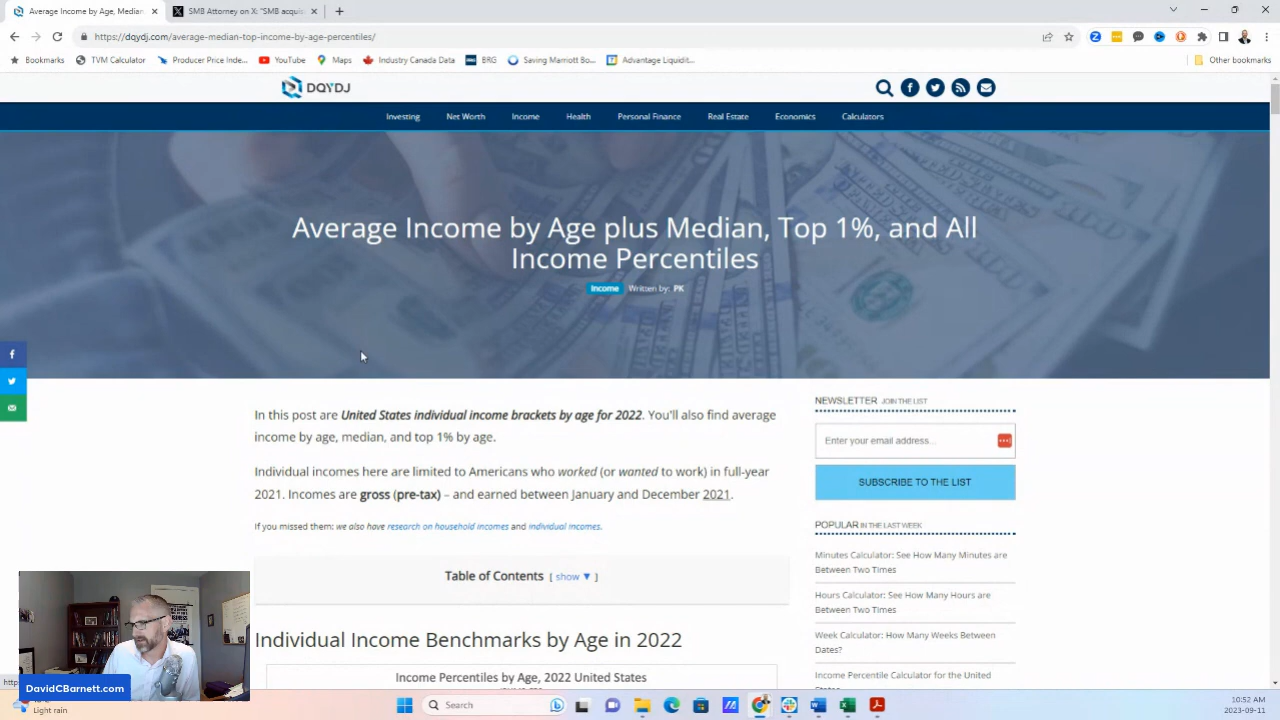 Average Income by Age, Median
SMB Attorney on X: "SMB acquis
https://dqydj.com/average-median-top-income-by-age-percentiles/
Bookmarks
TVM Calculator
Producer Price Inde...
YouTube
Maps
Industry Canada Data
BRG
Saving Marriott Bo...
Advantage Liquidit...
Other bookmarks
DQYDJ
Investing
Net Worth
Income
Health
Personal Finance
Real Estate
Economics
Calculators
Average Income by Age plus Median, Top 1%, and All
Income Percentiles
Income Written by: PK
In this post are United States individual income brackets by age for 2022. You'll also find average
income by age, median, and top 1% by age.
Individual incomes here are limited to Americans who worked (or wanted to work) in full-year
2021. Incomes are gross (pre-tax) – and earned between January and December 2021.
If you missed them: we also have research on household incomes and individual incomes.
Table of Contents [ show ▼ ]
Individual Income Benchmarks by Age in 2022
Income Percentiles by Age, 2022 United States
NEWSLETTER JOIN THE LIST
Enter your email address...
SUBSCRIBE TO THE LIST
POPULAR IN THE LAST WEEK
Minutes Calculator: See How Many Minutes are
Between Two Times
Hours Calculator: See How Many Hours are
Between Two Times
Week Calculator: How Many Weeks Between
Dates?
Income Percentile Calculator for the United
DavidCBarnett.com
Light rain
Search
10:52 AM
2023-09-11